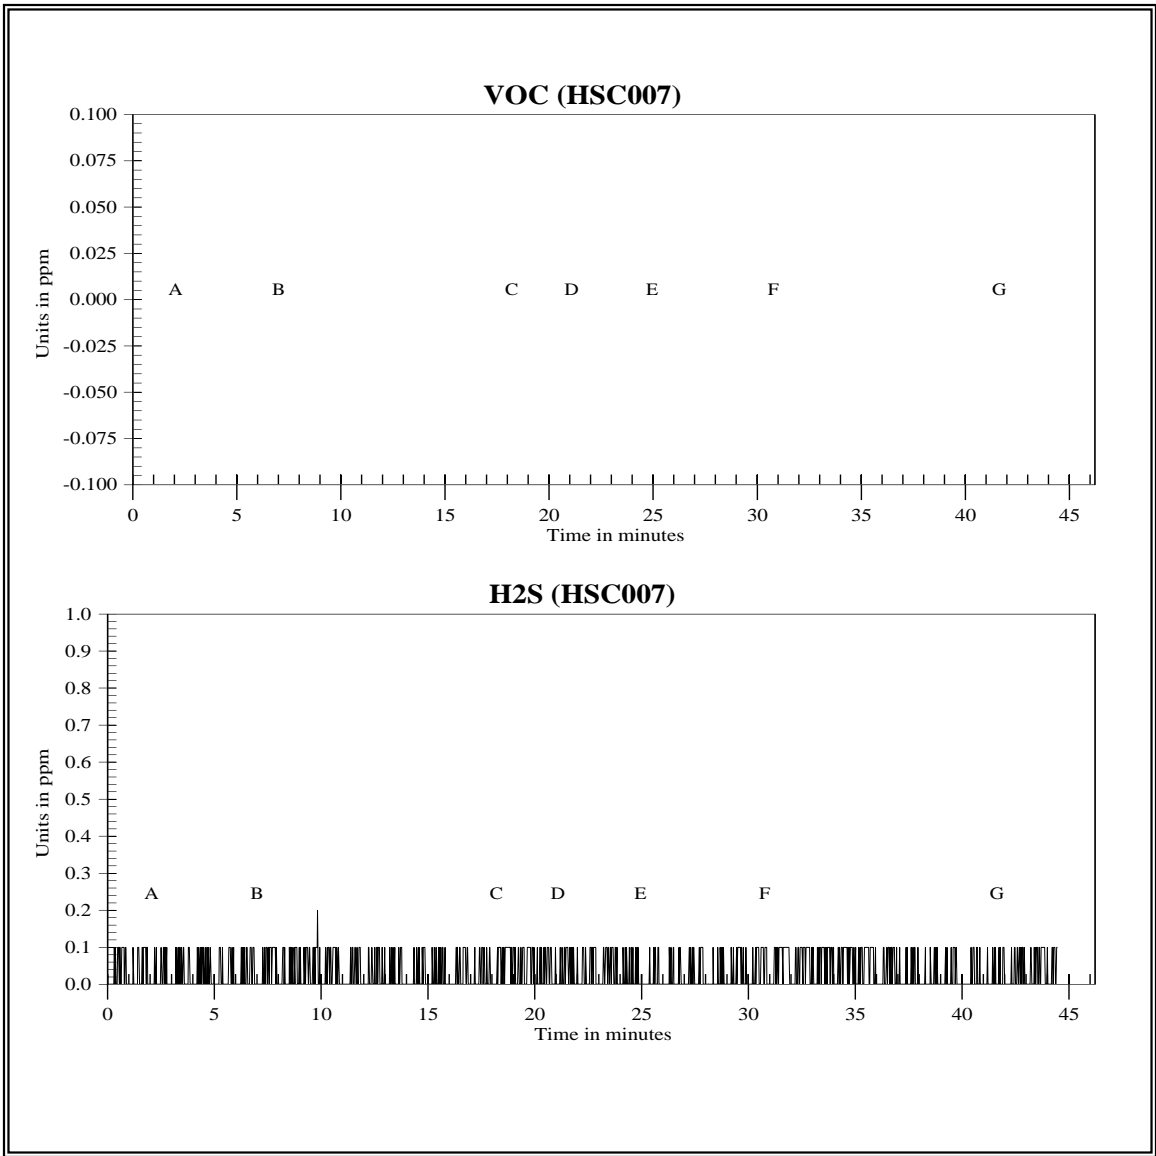 VOC (HSC007)
0.100
0.075
0.050
0.025
0.000
-0.025
-0.050
-0.075
-0.100
Units in ppm
A B C D E F G
0 5 10 15 20 25 30 35 40 45
Time in minutes
H2S (HSC007)
1.0
0.9
0.8
0.7
0.6
0.5
0.4
0.3
0.2
0.1
0.0
Units in ppm
A B C D E F G
0 5 10 15 20 25 30 35 40 45
Time in minutes